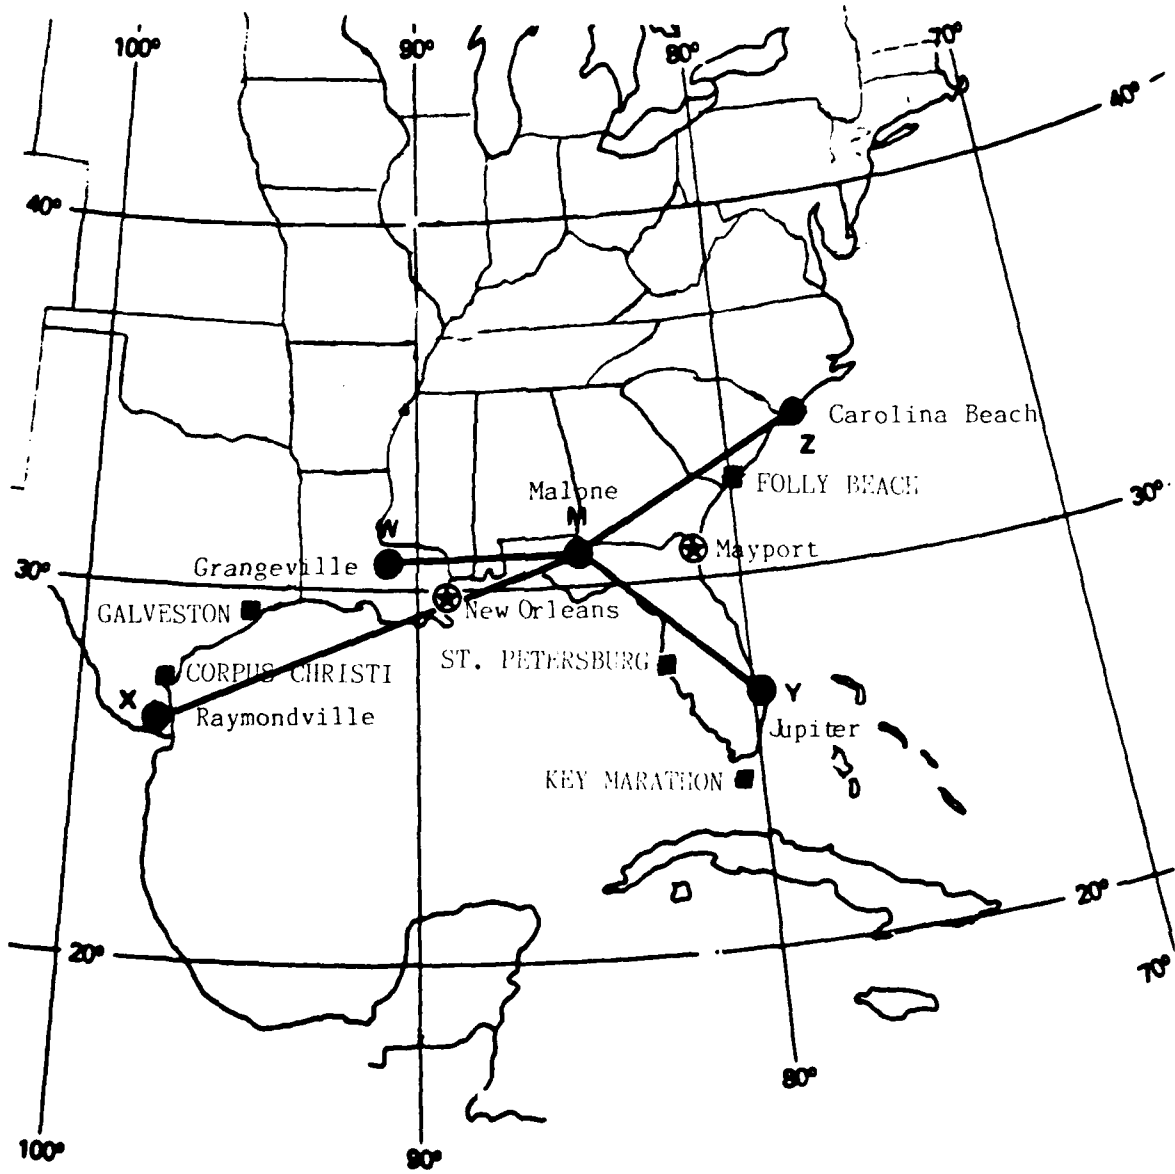 100° 90° 80° 70°
40°
40°
Carolina Beach
Z
FOLLY BEACH
Malone
30°
W M
Mayport
Grangeville
30°
GALVESTON
New Orleans
ST. PETERSBURG
CORPUS CHRISTI
X
Y
Raymondville
Jupiter
KEY MARATHON
20°
20°
70°
80°
100°
90°